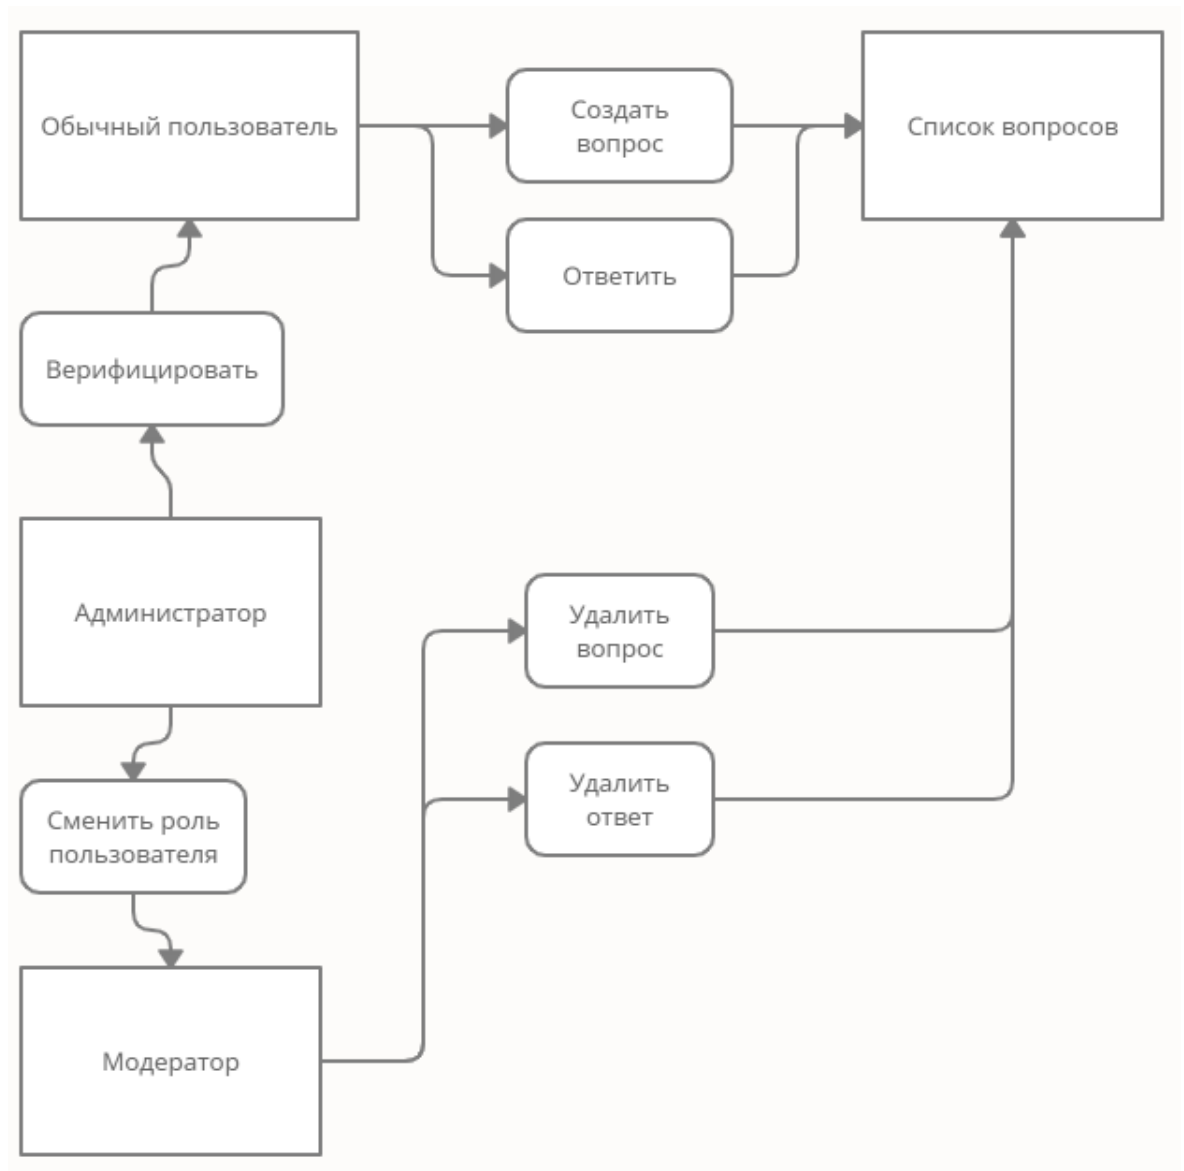 Обычный пользователь
Создать
вопрос
Список вопросов
Ответить
Верифицировать
Администратор
Удалить
вопрос
Удалить
ответ
Сменить роль
пользователя
Модератор